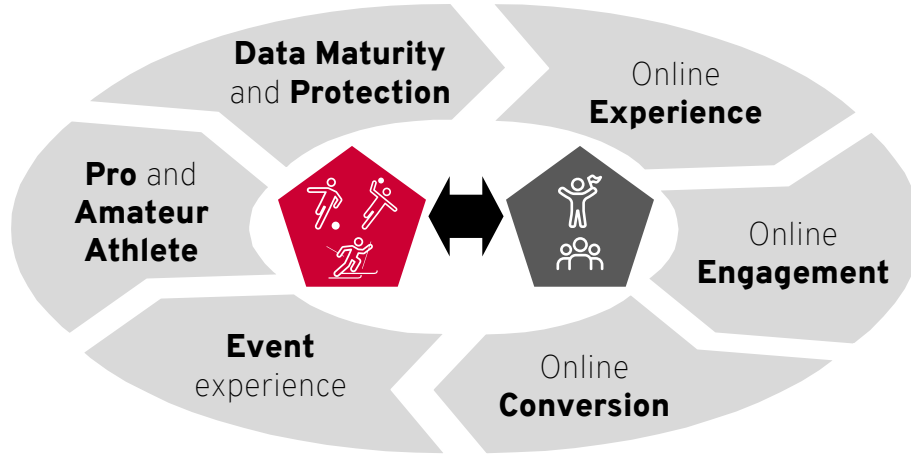 Data Maturity
and Protection
Online
Experience
Online
Engagement
Online
Conversion
Event
experience
Pro and
Amateur
Athlete